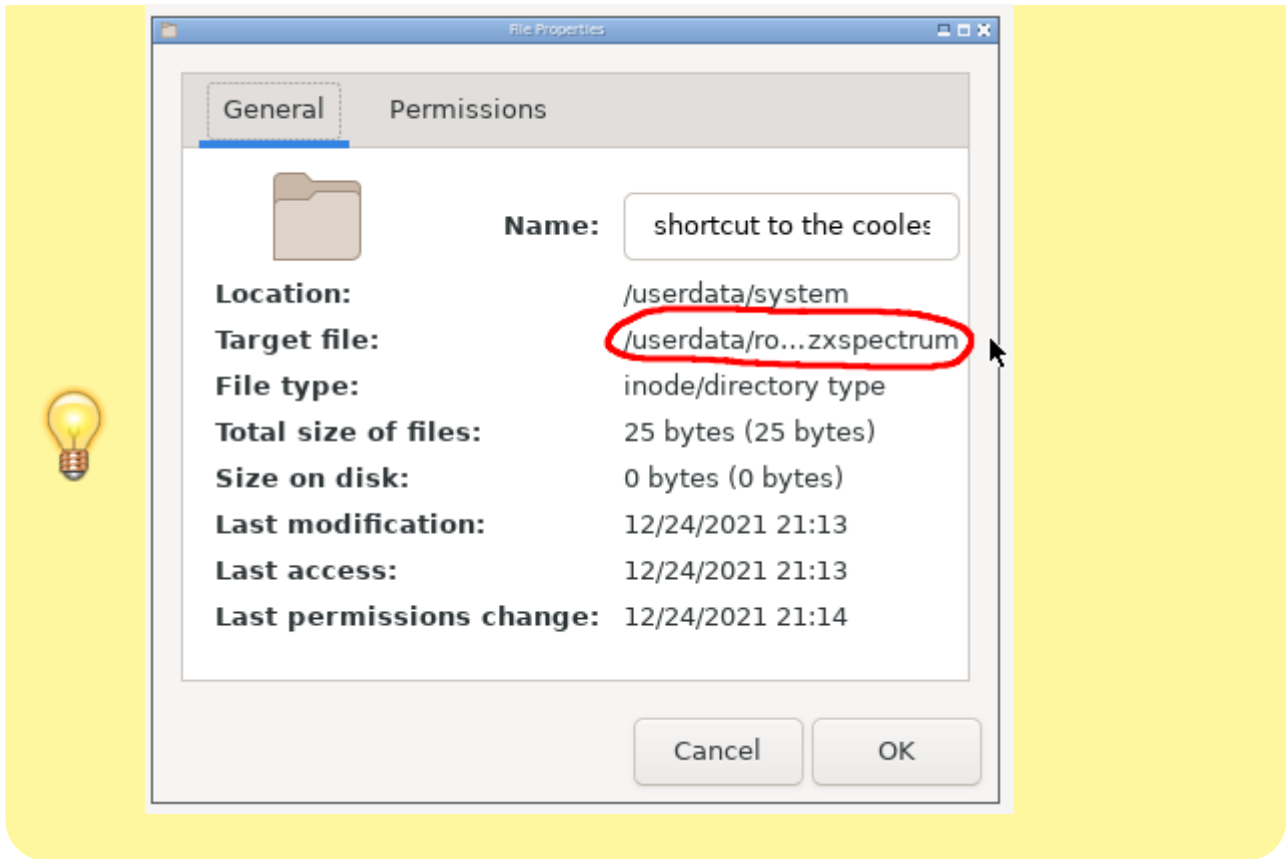 File Properties
General Permissions
Name: shortcut to the cooles
Location: /userdata/system
Target file: /userdata/ro...zxspectrum
File type: inode/directory type
Total size of files: 25 bytes (25 bytes)
Size on disk: 0 bytes (0 bytes)
Last modification: 12/24/2021 21:13
Last access: 12/24/2021 21:13
Last permissions change: 12/24/2021 21:14
Cancel OK